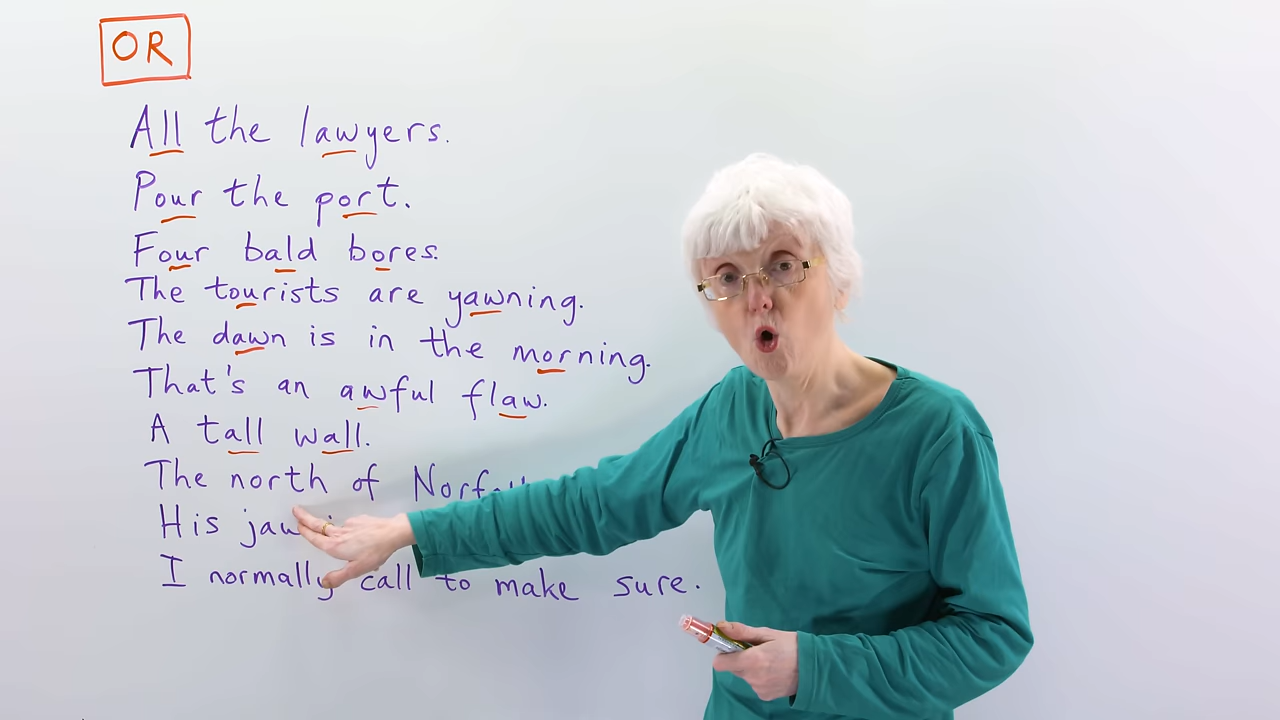 OR
All the lawyers.
Pour the port.
Four bald bores.
The tourists are yawning.
The dawn is in the morning.
That's an awful flaw.
A tall wall.
The north of
His
I normally call to make sure.